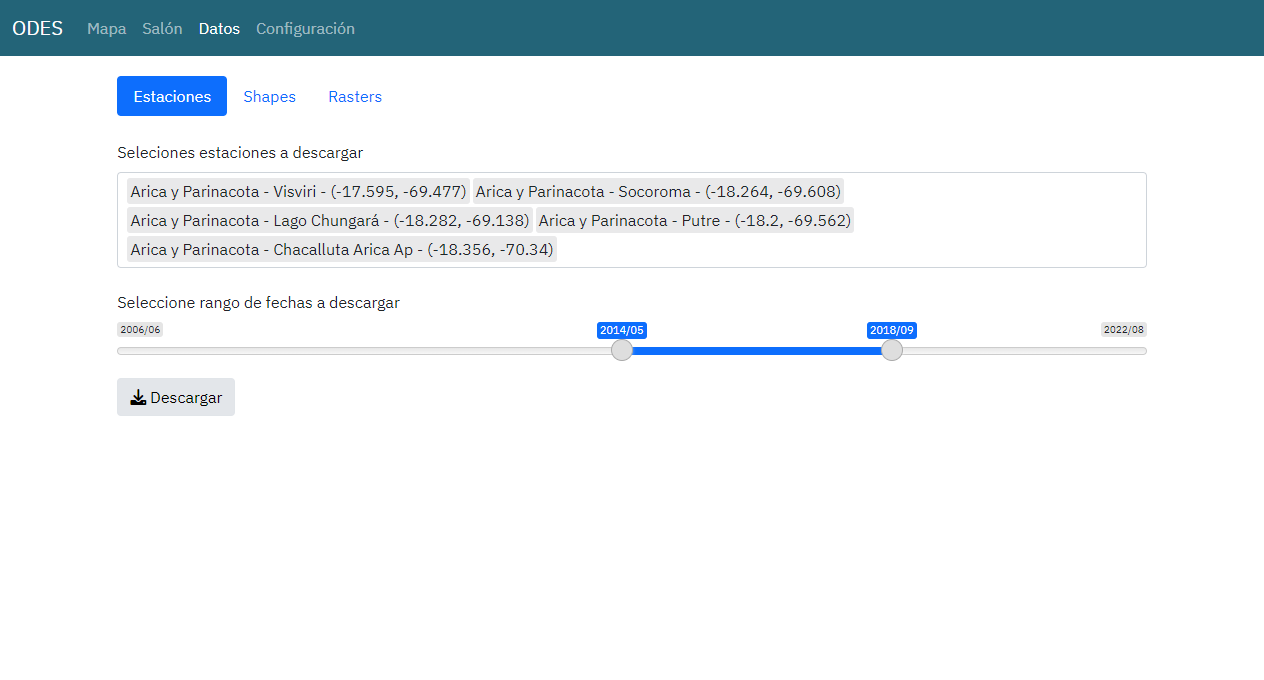 ODES Mapa Salón Datos Configuración
Estaciones Shapes Rasters
Seleciones estaciones a descargar
Arica y Parinacota - Visviri - (-17.595, -69.477) Arica y Parinacota - Socoroma - (-18.264, -69.608)
Arica y Parinacota - Lago Chungará - (-18.282, -69.138) Arica y Parinacota - Putre - (-18.2, -69.562)
Arica y Parinacota - Chacalluta Arica Ap - (-18.356, -70.34)
Seleccione rango de fechas a descargar
2006/06 2014/05 2018/09 2022/08
Descargar